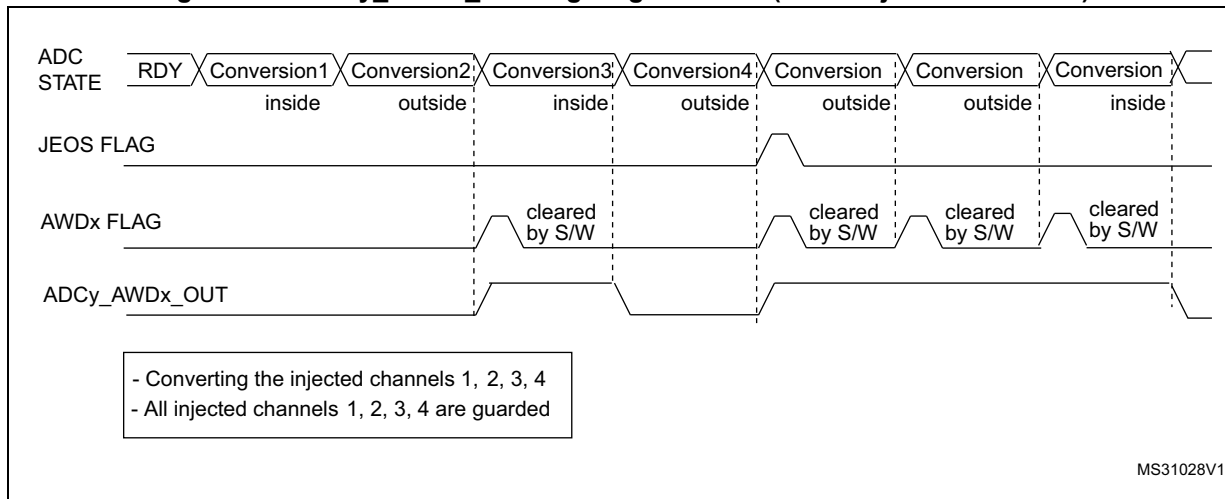 ADC STATE
RDY Conversion1 Conversion2 Conversion3 Conversion4 Conversion Conversion Conversion
inside outside inside outside outside outside inside
JEOS FLAG
AWDx FLAG
cleared by S/W
cleared by S/W
cleared by S/W
cleared by S/W
ADCy_AWDx_OUT
- Converting the injected channels 1, 2, 3, 4
- All injected channels 1, 2, 3, 4 are guarded
MS31028V1